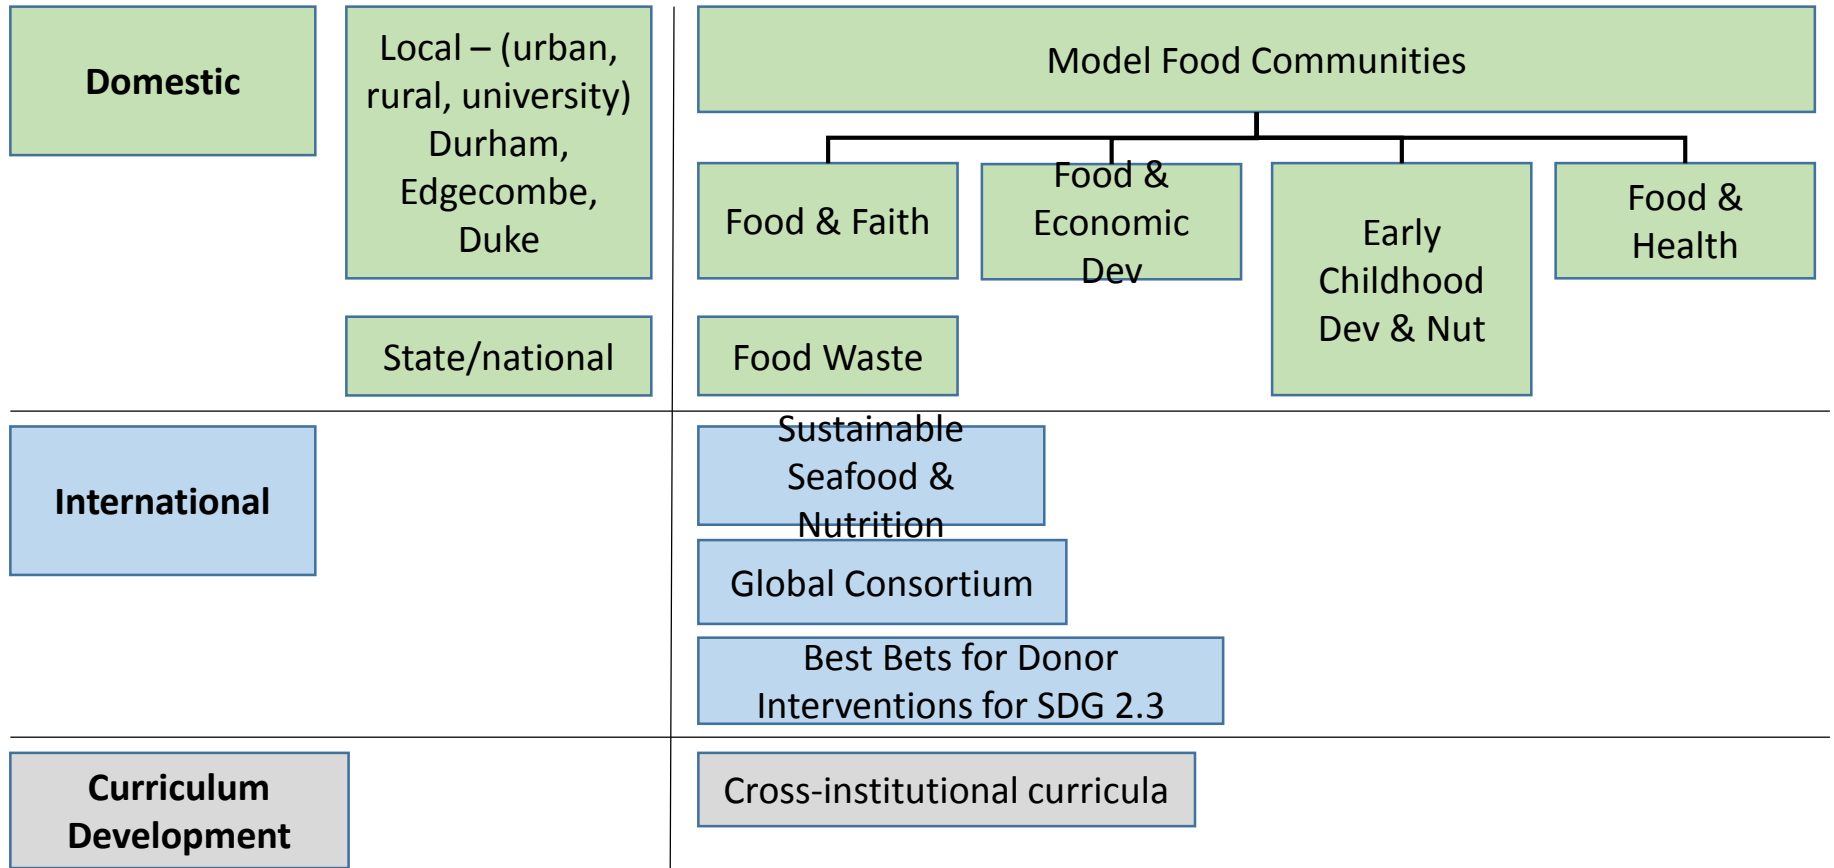 Domestic
Local – (urban,
rural, university)
Durham,
Edgecombe,
Duke
Model Food Communities
Food & Faith
Food &
Economic
Dev
Early
Childhood
Dev & Nut
Food &
Health
State/national
Food Waste
International
Sustainable
Seafood &
Nutrition
Global Consortium
Best Bets for Donor
Interventions for SDG 2.3
Curriculum
Development
Cross-institutional curricula